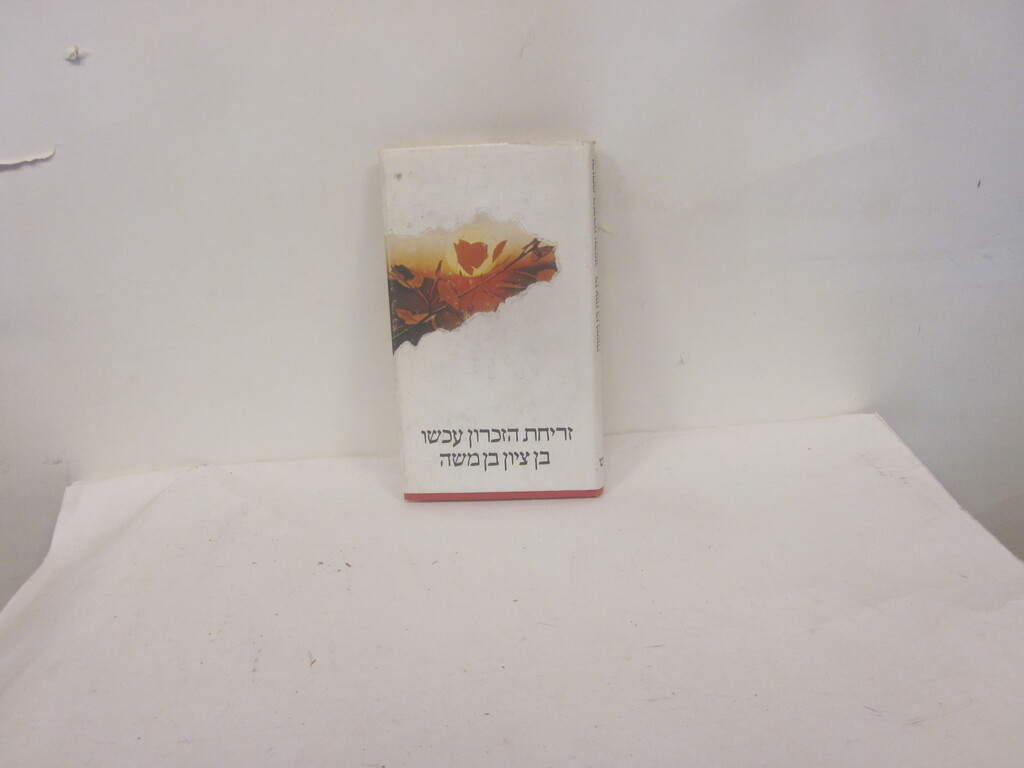 זריחת הזכרון עכשו
בן ציון בן משה